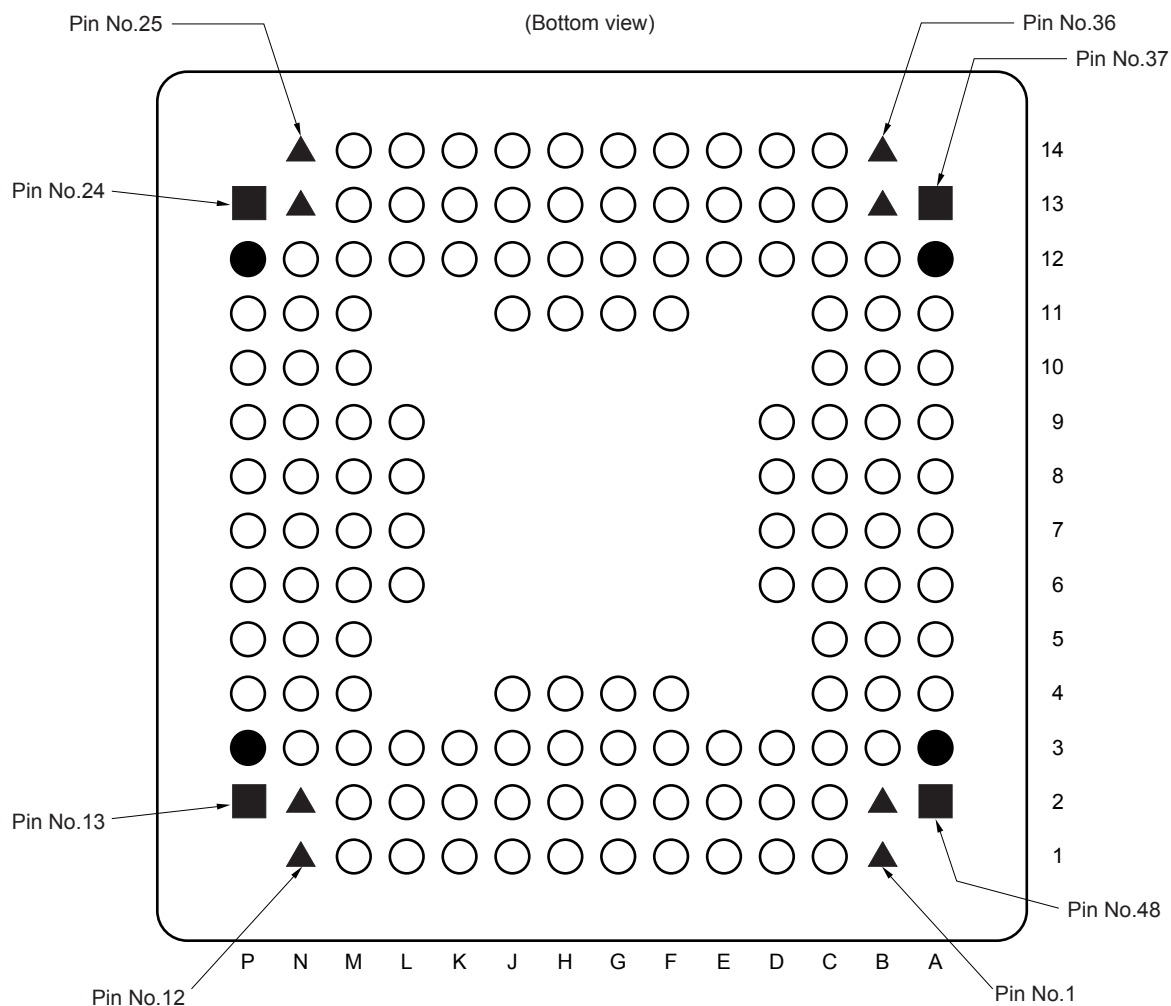 Pin No.25
(Bottom view)
Pin No.36
Pin No.37
14
Pin No.24
13
12
11
10
9
8
7
6
5
4
3
2
Pin No.13
1
Pin No.48
P N M L K J H G F E D C B A
Pin No.12
Pin No.1